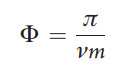 Φ = π / νm